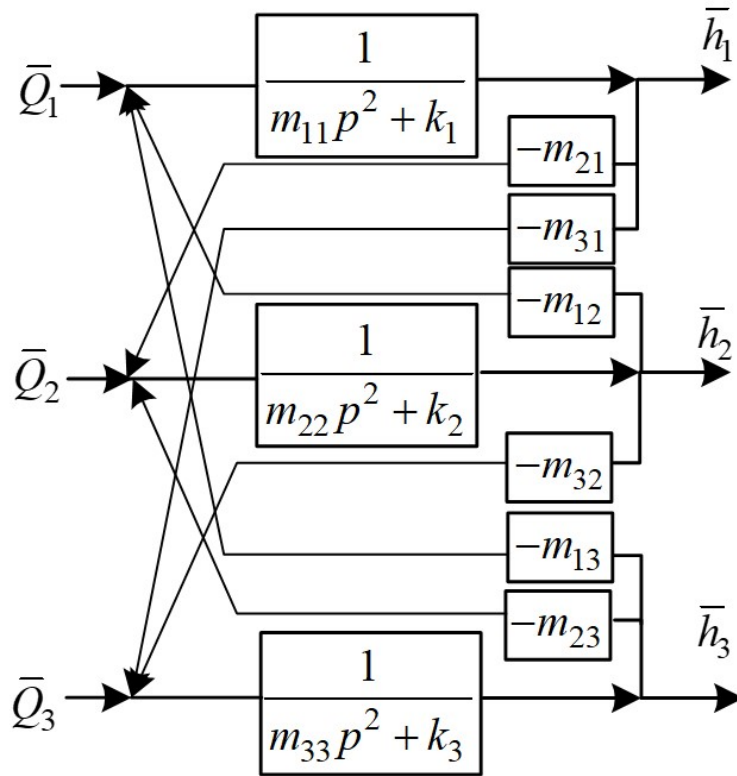 Q̄₁
1
m₁₁p² + k₁
h̄₁
−m₂₁
−m₃₁
−m₁₂
Q̄₂
1
m₂₂p² + k₂
h̄₂
−m₃₂
−m₁₃
−m₂₃
Q̄₃
1
m₃₃p² + k₃
h̄₃